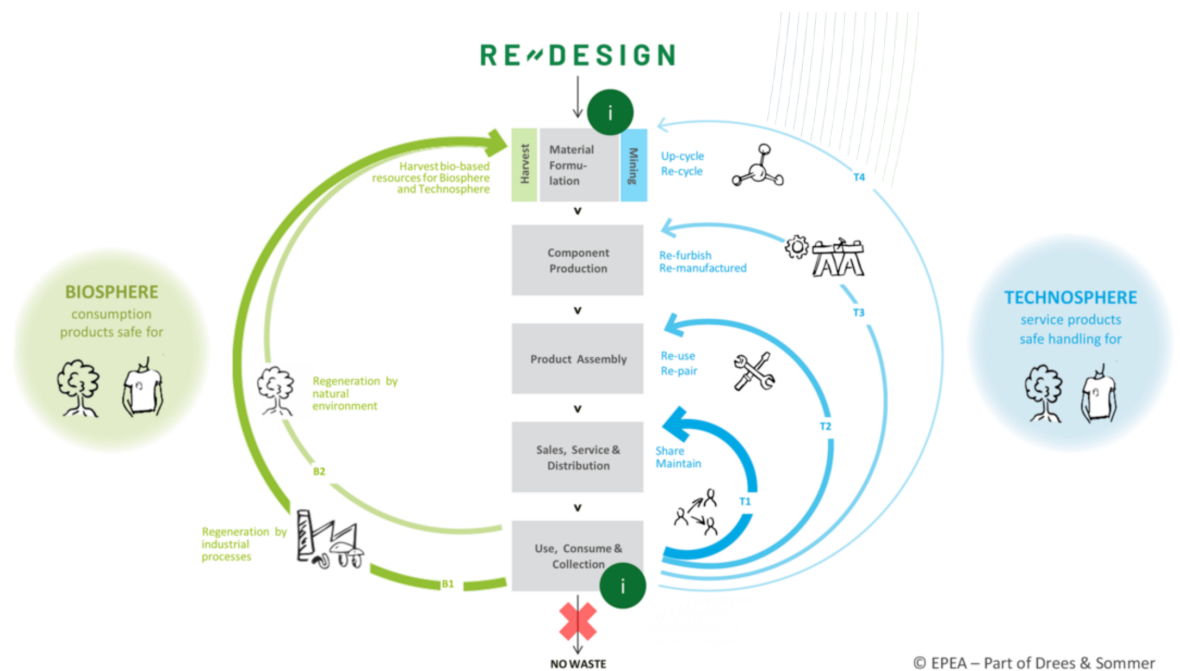 RE DESIGN
i
Harvest
Material
Formu-
lation
Mining
Harvest bio-based
resources for Biosphere
and Technosphere
Up-cycle
Re-cycle
T4
Component
Production
Re-furbish
Re-manufactured
T3
BIOSPHERE
consumption
products safe for
TECHNOSPHERE
service products
safe handling for
Product Assembly
Re-use
Re-pair
T2
Regeneration by
natural
environment
B2
Sales, Service &
Distribution
Share
Maintain
T1
Regeneration by
industrial
processes
B1
Use, Consume &
Collection
i
NO WASTE
© EPEA – Part of Drees & Sommer